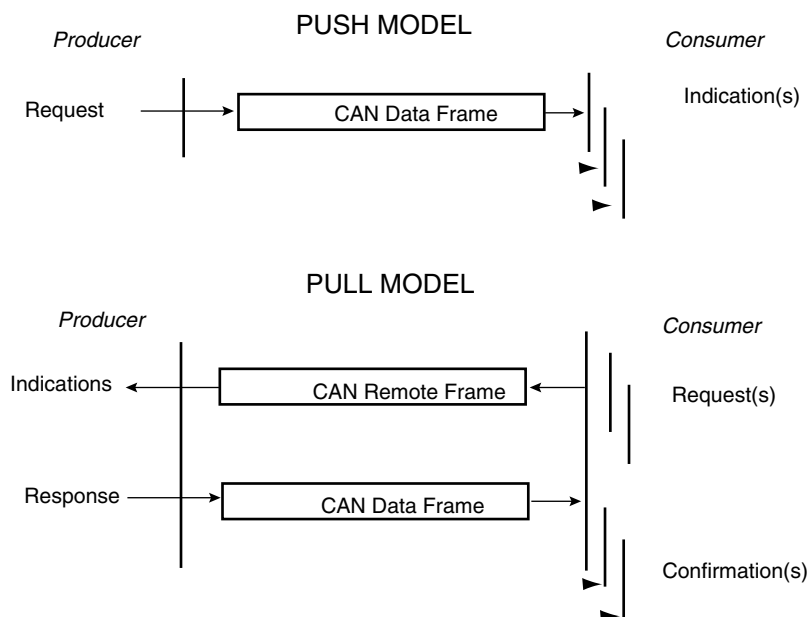 PUSH MODEL
Producer
Consumer
Request
CAN Data Frame
Indication(s)
PULL MODEL
Producer
Consumer
Indications
CAN Remote Frame
Request(s)
Response
CAN Data Frame
Confirmation(s)